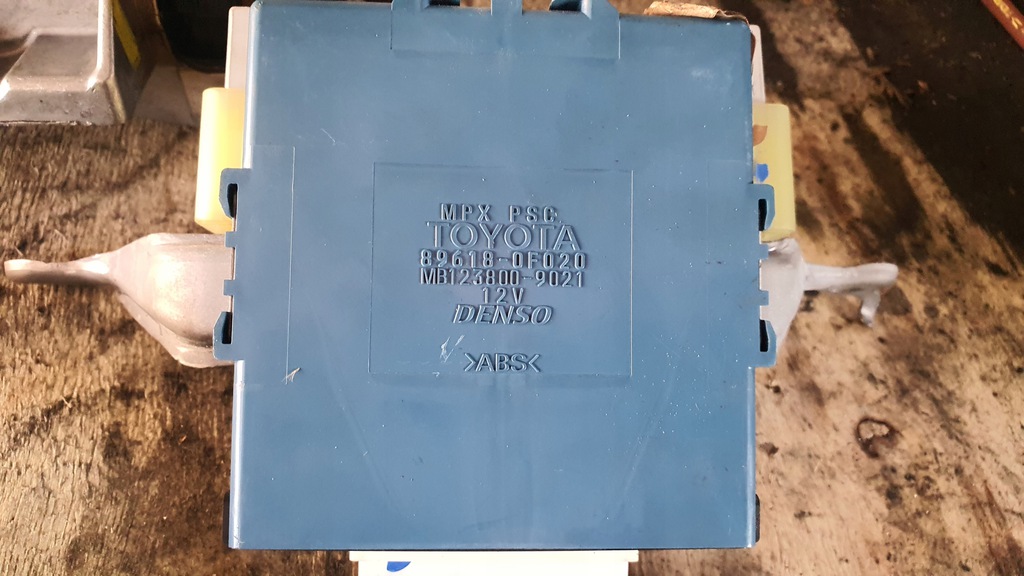 MPX PSC.
TOYOTA
89618-0F020
MB123800-9021
12V
DENSO
>ABS<